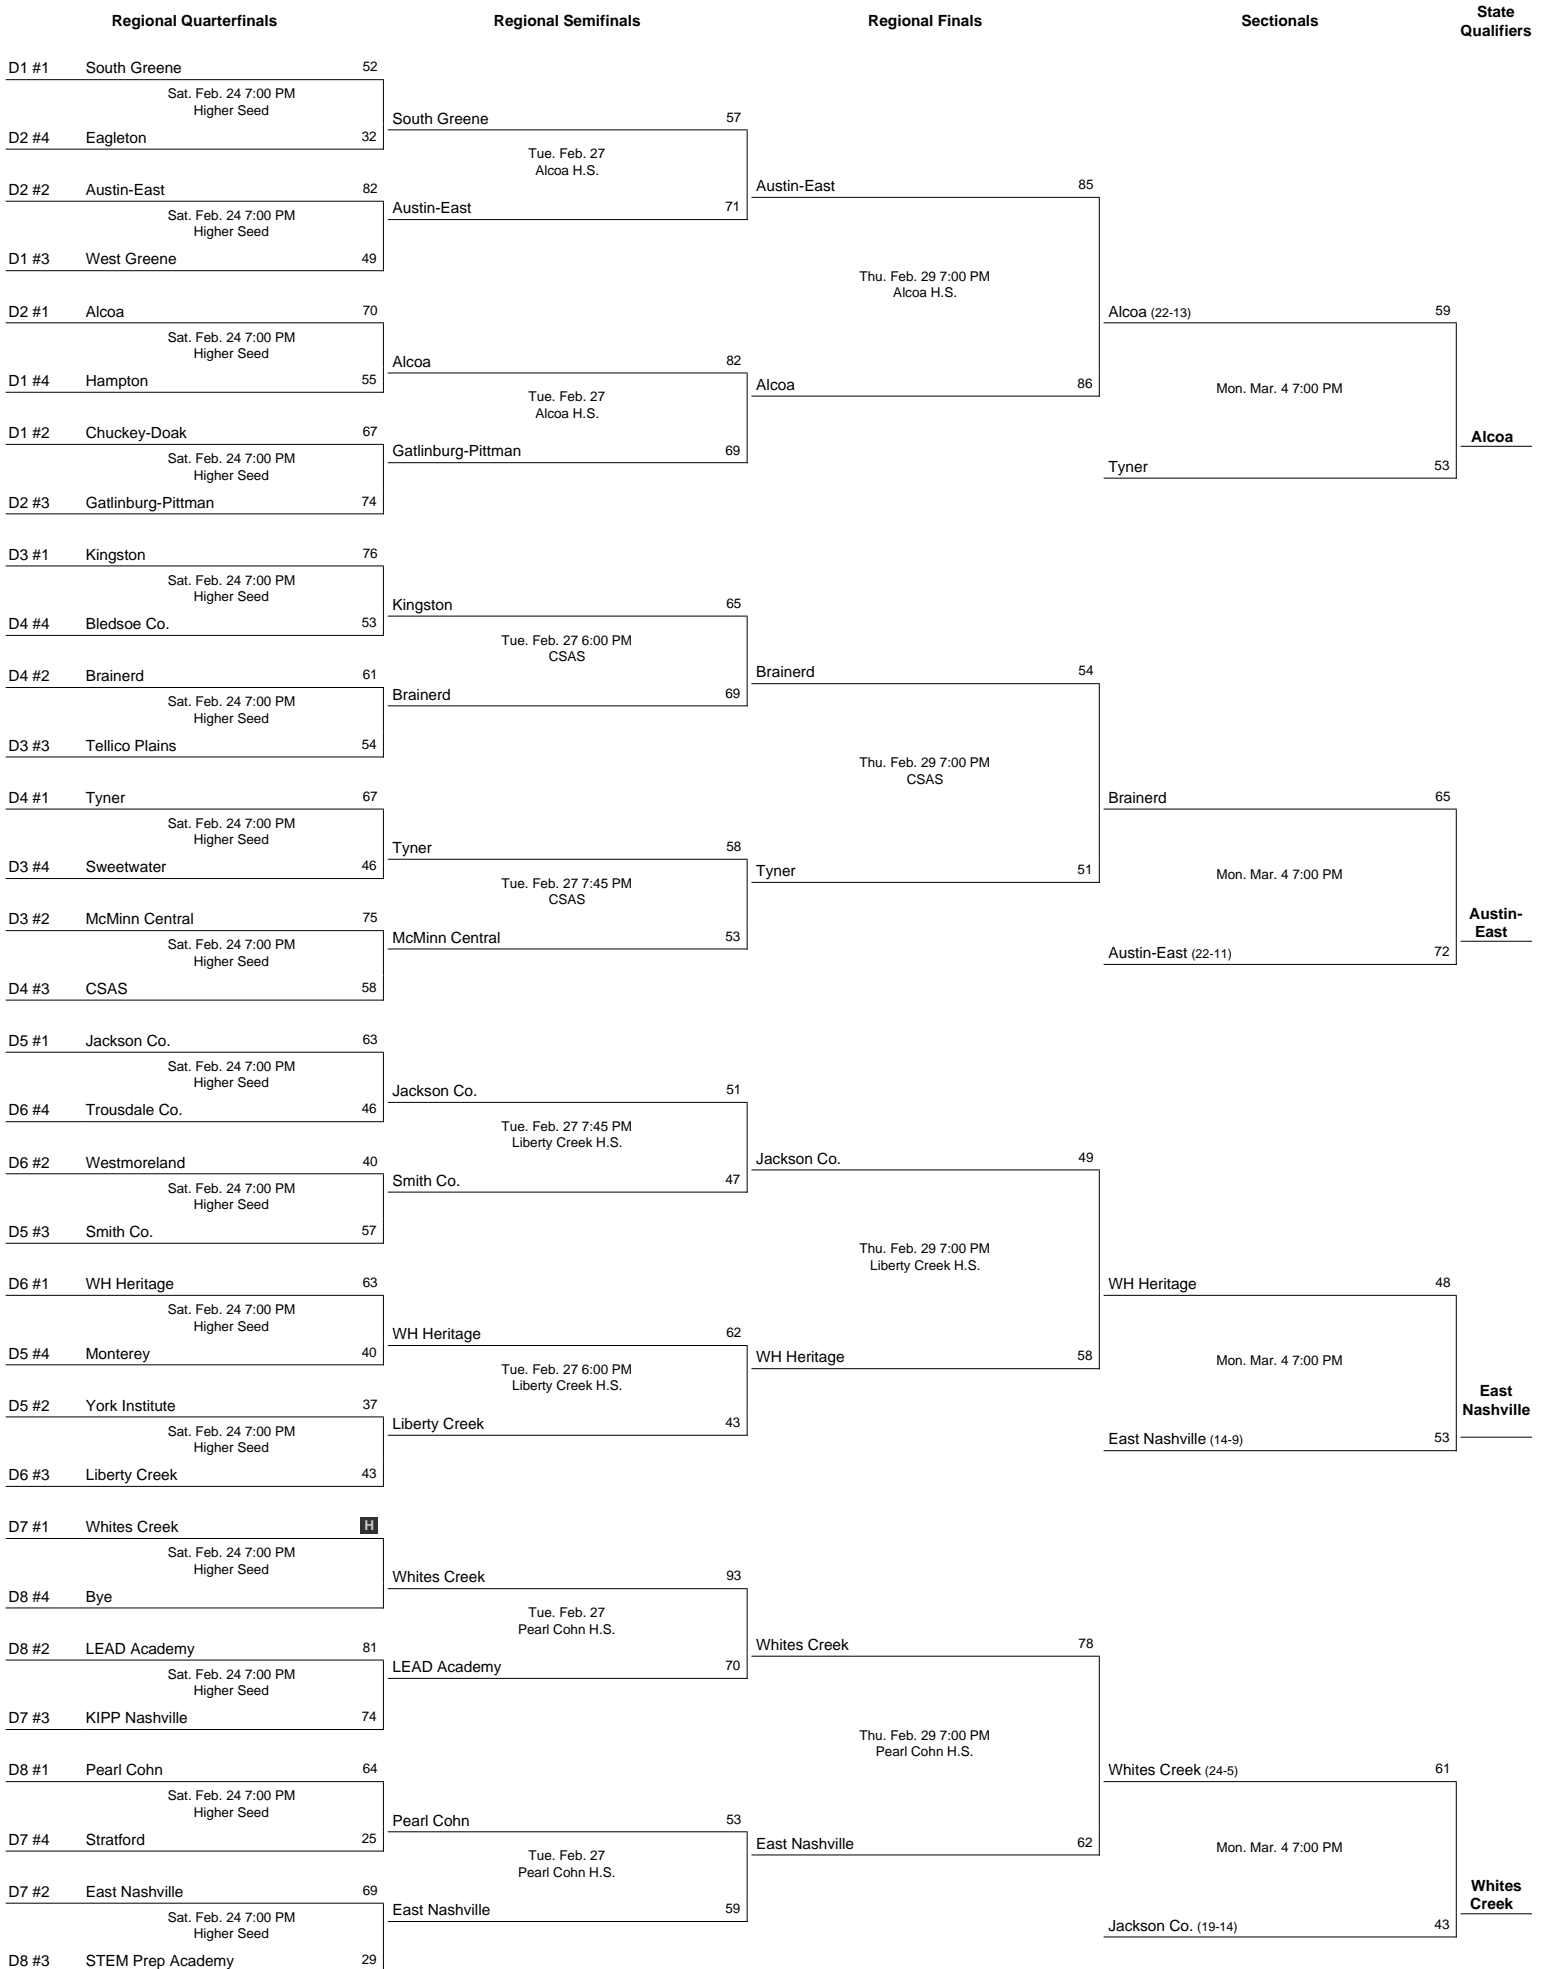 Regional Quarterfinals
Regional Semifinals
Regional Finals
Sectionals
State
Qualifiers
D1 #1 South Greene 52
Sat. Feb. 24 7:00 PM
Higher Seed
D2 #4 Eagleton 32
D2 #2 Austin-East 82
Sat. Feb. 24 7:00 PM
Higher Seed
D1 #3 West Greene 49
D2 #1 Alcoa 70
Sat. Feb. 24 7:00 PM
Higher Seed
D1 #4 Hampton 55
D1 #2 Chuckey-Doak 67
Sat. Feb. 24 7:00 PM
Higher Seed
D2 #3 Gatlinburg-Pittman 74
D3 #1 Kingston 76
Sat. Feb. 24 7:00 PM
Higher Seed
D4 #4 Bledsoe Co. 53
D4 #2 Brainerd 61
Sat. Feb. 24 7:00 PM
Higher Seed
D3 #3 Tellico Plains 54
D4 #1 Tyner 67
Sat. Feb. 24 7:00 PM
Higher Seed
D3 #4 Sweetwater 46
D3 #2 McMinn Central 75
Sat. Feb. 24 7:00 PM
Higher Seed
D4 #3 CSAS 58
D5 #1 Jackson Co. 63
Sat. Feb. 24 7:00 PM
Higher Seed
D6 #4 Trousdale Co. 46
D6 #2 Westmoreland 40
Sat. Feb. 24 7:00 PM
Higher Seed
D5 #3 Smith Co. 57
D6 #1 WH Heritage 63
Sat. Feb. 24 7:00 PM
Higher Seed
D5 #4 Monterey 40
D5 #2 York Institute 37
Sat. Feb. 24 7:00 PM
Higher Seed
D6 #3 Liberty Creek 43
D7 #1 Whites Creek H
Sat. Feb. 24 7:00 PM
Higher Seed
D8 #4 Bye
D8 #2 LEAD Academy 81
Sat. Feb. 24 7:00 PM
Higher Seed
D7 #3 KIPP Nashville 74
D8 #1 Pearl Cohn 64
Sat. Feb. 24 7:00 PM
Higher Seed
D7 #4 Stratford 25
D7 #2 East Nashville 69
Sat. Feb. 24 7:00 PM
Higher Seed
D8 #3 STEM Prep Academy 29
South Greene 57
Tue. Feb. 27
Alcoa H.S.
Austin-East 71
Alcoa 82
Tue. Feb. 27
Alcoa H.S.
Gatlinburg-Pittman 69
Kingston 65
Tue. Feb. 27 6:00 PM
CSAS
Brainerd 69
Tyner 58
Tue. Feb. 27 7:45 PM
CSAS
McMinn Central 53
Jackson Co. 51
Tue. Feb. 27 7:45 PM
Liberty Creek H.S.
Smith Co. 47
WH Heritage 62
Tue. Feb. 27 6:00 PM
Liberty Creek H.S.
Liberty Creek 43
Whites Creek 93
Tue. Feb. 27
Pearl Cohn H.S.
LEAD Academy 70
Pearl Cohn 53
Tue. Feb. 27
Pearl Cohn H.S.
East Nashville 59
Austin-East 85
Thu. Feb. 29 7:00 PM
Alcoa H.S.
Alcoa 86
Brainerd 54
Thu. Feb. 29 7:00 PM
CSAS
Tyner 51
Jackson Co. 49
Thu. Feb. 29 7:00 PM
Liberty Creek H.S.
WH Heritage 58
Whites Creek 78
Thu. Feb. 29 7:00 PM
Pearl Cohn H.S.
East Nashville 62
Alcoa (22-13) 59
Mon. Mar. 4 7:00 PM
Tyner 53
Brainerd 65
Mon. Mar. 4 7:00 PM
Austin-East (22-11) 72
WH Heritage 48
Mon. Mar. 4 7:00 PM
East Nashville (14-9) 53
Whites Creek (24-5) 61
Mon. Mar. 4 7:00 PM
Jackson Co. (19-14) 43
Alcoa
Austin-
East
East
Nashville
Whites
Creek